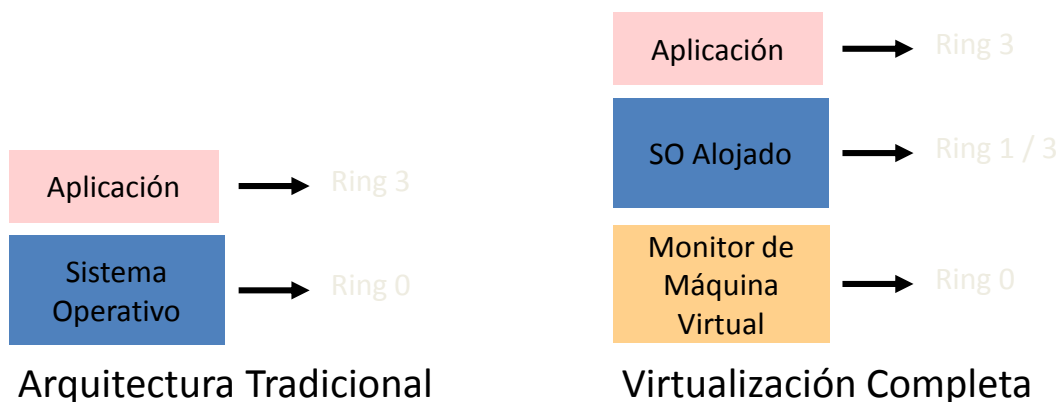 Aplicación
Ring 3
Sistema
Operativo
Ring 0
Arquitectura Tradicional
Aplicación
Ring 3
SO Alojado
Ring 1 / 3
Monitor de
Máquina
Virtual
Ring 0
Virtualización Completa